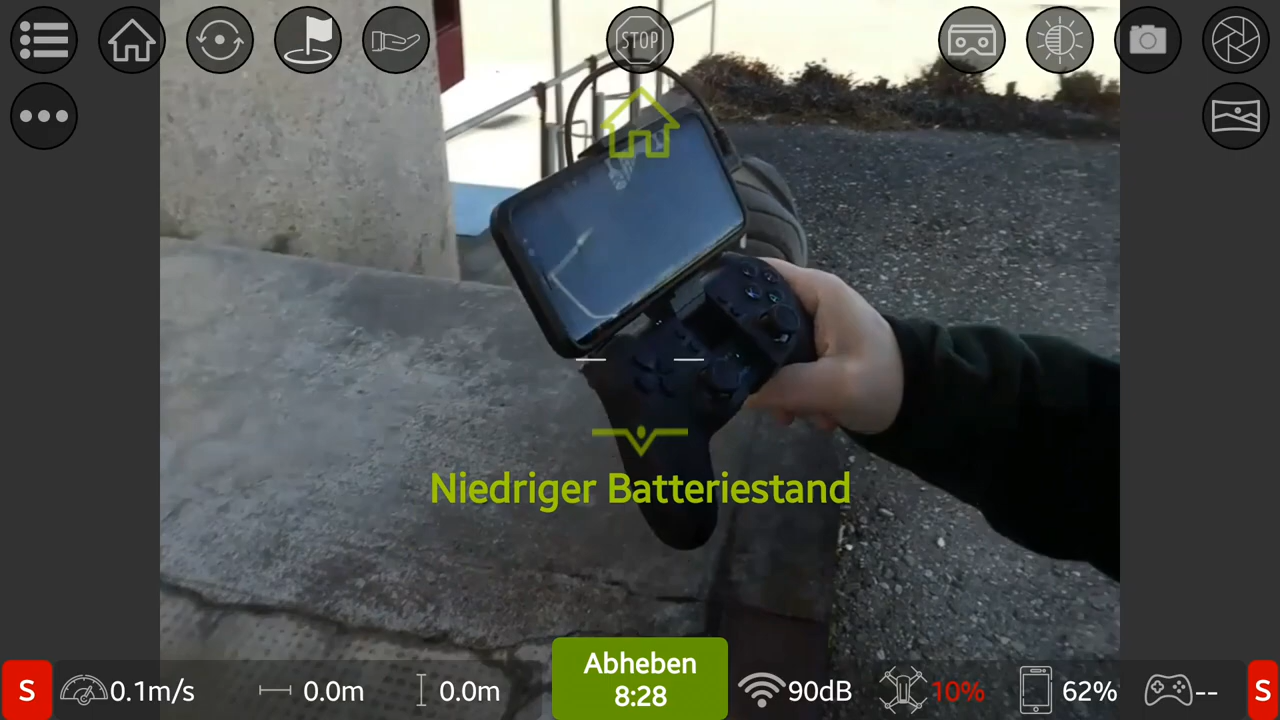 STOP
Niedriger Batteriestand
S
0.1m/s
0.0m
0.0m
Abheben
8:28
90dB
10%
62%
--
S